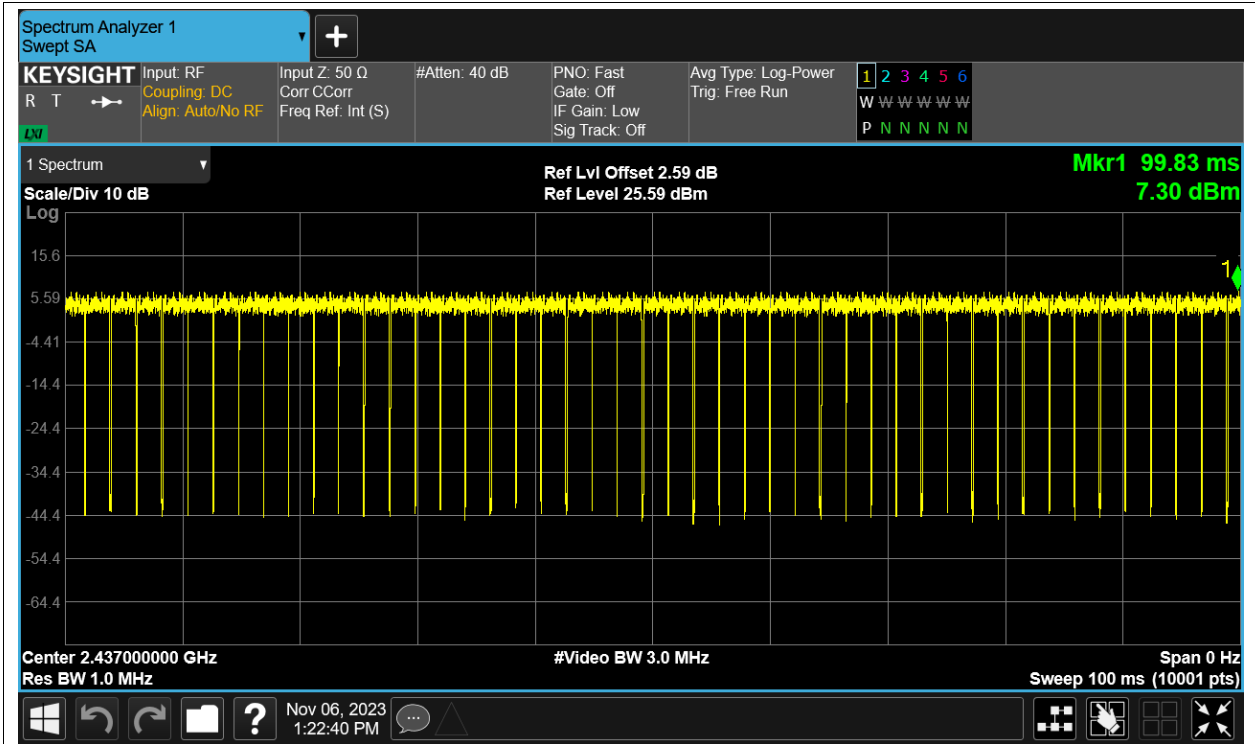 Spectrum Analyzer 1
Swept SA
+
KEYSIGHT
R T
LXI
Input: RF
Coupling: DC
Align: Auto/No RF
Input Z: 50 Ω
Corr CCorr
Freq Ref: Int (S)
#Atten: 40 dB
PNO: Fast
Gate: Off
IF Gain: Low
Sig Track: Off
Avg Type: Log-Power
Trig: Free Run
1 2 3 4 5 6
W W W W W W
P N N N N N
1 Spectrum
Scale/Div 10 dB
Ref Lvl Offset 2.59 dB
Ref Level 25.59 dBm
Mkr1 99.83 ms
7.30 dBm
Log
15.6
5.59
-4.41
-14.4
-24.4
-34.4
-44.4
-54.4
-64.4
1
Center 2.437000000 GHz
Res BW 1.0 MHz
#Video BW 3.0 MHz
Span 0 Hz
Sweep 100 ms (10001 pts)
?
Nov 06, 2023
1:22:40 PM